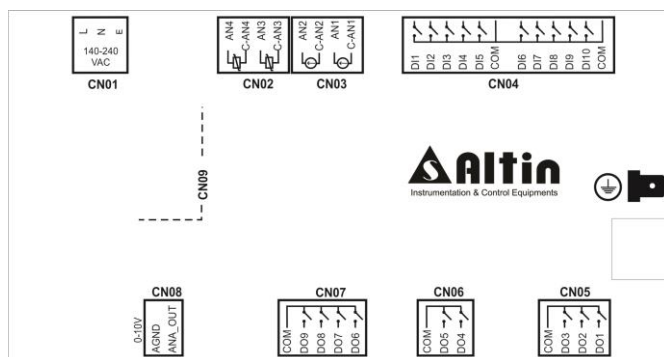 L N E
140-240
VAC
CN01
AN4 C-AN4 AN3 C-AN3
CN02
AN2 C-AN2 AN1 C-AN1
CN03
DI1 DI2 DI3 DI4 DI5 COM DI6 DI7 DI8 DI9 DI10 COM
CN04
CN09
S Altin
Instrumentation & Control Equipments
CN08
0-10V
AGND
ANA_OUT
CN07
COM DO9 DO8 DO7 DO6
CN06
COM DO5 DO4
CN05
COM DO3 DO2 DO1